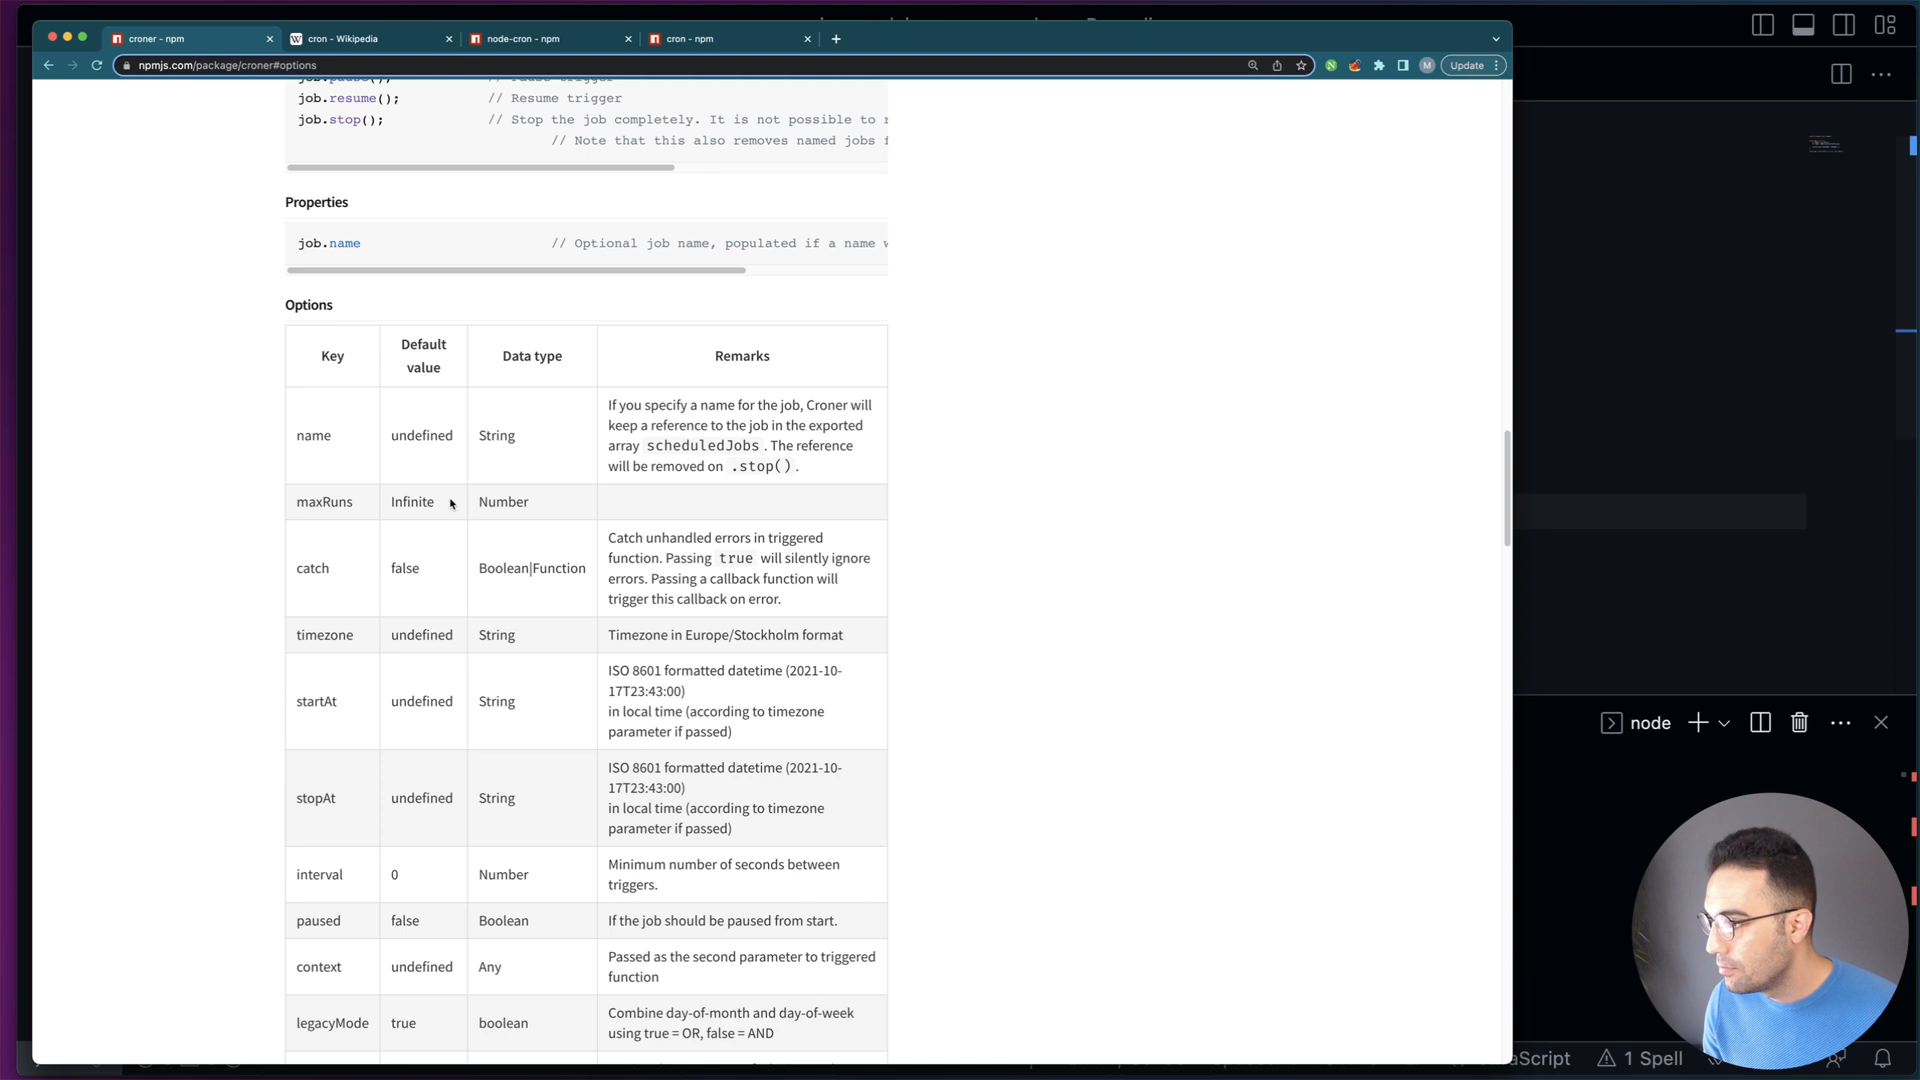 croner - npm
cron - Wikipedia
node-cron - npm
cron - npm
npmjs.com/package/croner#options
M
Update
job.resume(); // Resume trigger
job.stop(); // Stop the job completely. It is not possible to r
// Note that this also removes named jobs f
Properties
job.name // Optional job name, populated if a name w
Options
Key
Default
value
Data type
Remarks
name
undefined
String
If you specify a name for the job, Croner will
keep a reference to the job in the exported
array scheduledJobs . The reference
will be removed on .stop() .
maxRuns
Infinite
Number
catch
false
Boolean|Function
Catch unhandled errors in triggered
function. Passing true will silently ignore
errors. Passing a callback function will
trigger this callback on error.
timezone
undefined
String
Timezone in Europe/Stockholm format
startAt
undefined
String
ISO 8601 formatted datetime (2021-10-
17T23:43:00)
in local time (according to timezone
parameter if passed)
stopAt
undefined
String
ISO 8601 formatted datetime (2021-10-
17T23:43:00)
in local time (according to timezone
parameter if passed)
interval
0
Number
Minimum number of seconds between
triggers.
paused
false
Boolean
If the job should be paused from start.
context
undefined
Any
Passed as the second parameter to triggered
function
legacyMode
true
boolean
Combine day-of-month and day-of-week
using true = OR, false = AND
node
aScript
1 Spell